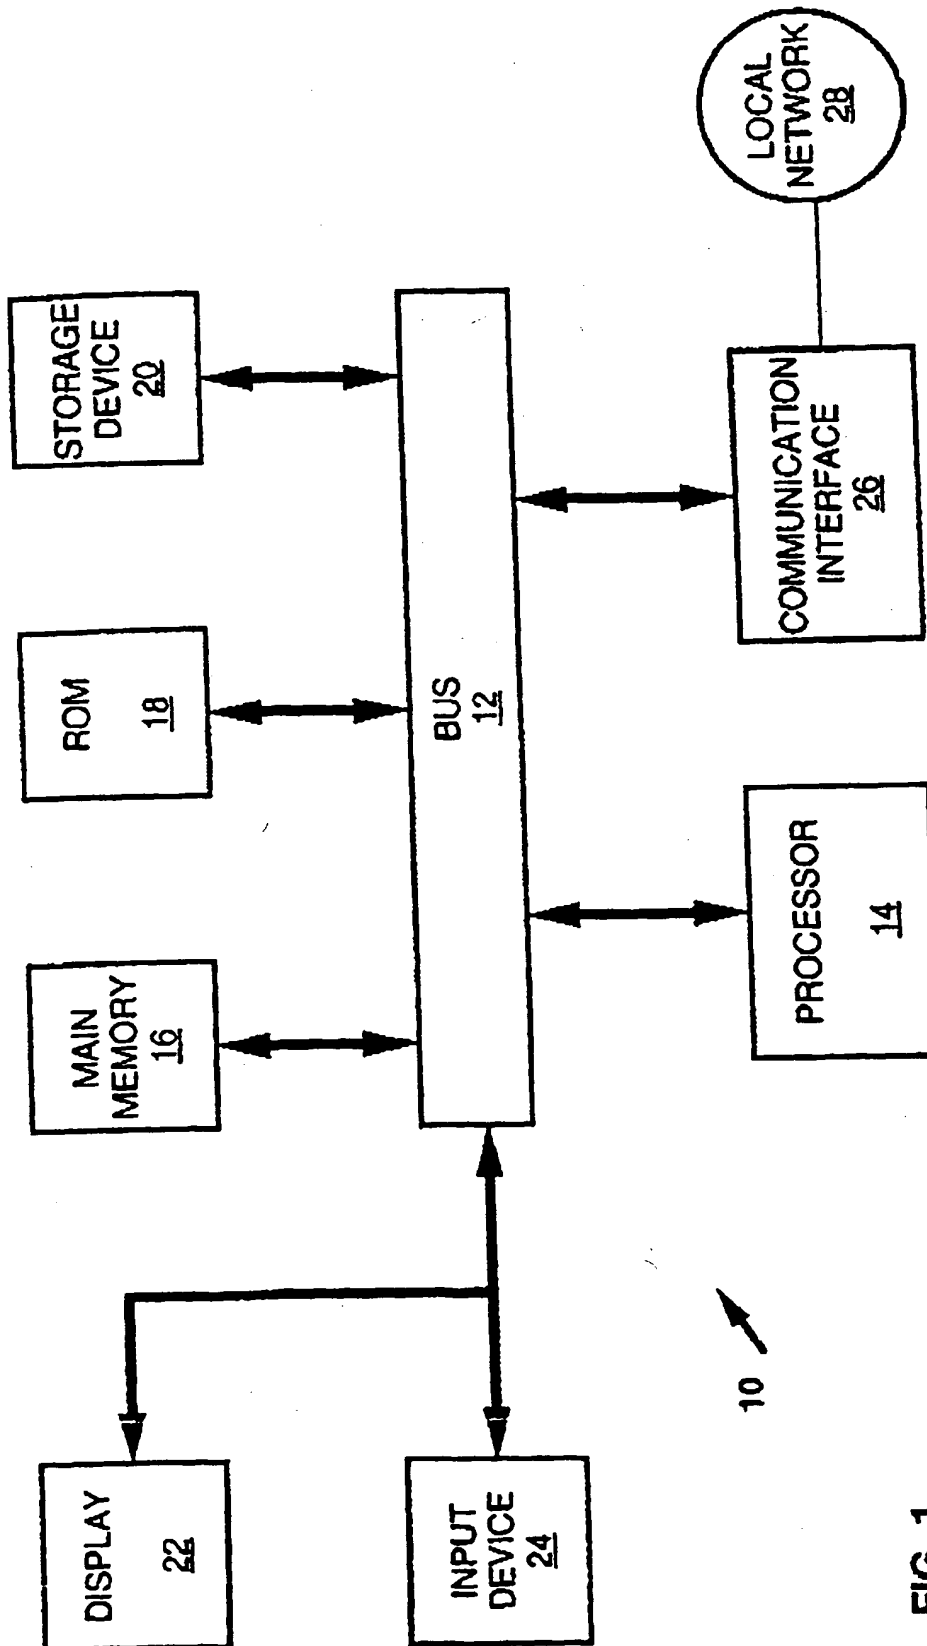 DISPLAY
22
INPUT
DEVICE
24
MAIN
MEMORY
16
ROM
18
STORAGE
DEVICE
20
BUS
12
PROCESSOR
14
COMMUNICATION
INTERFACE
26
LOCAL
NETWORK
28
10
FIG. 1